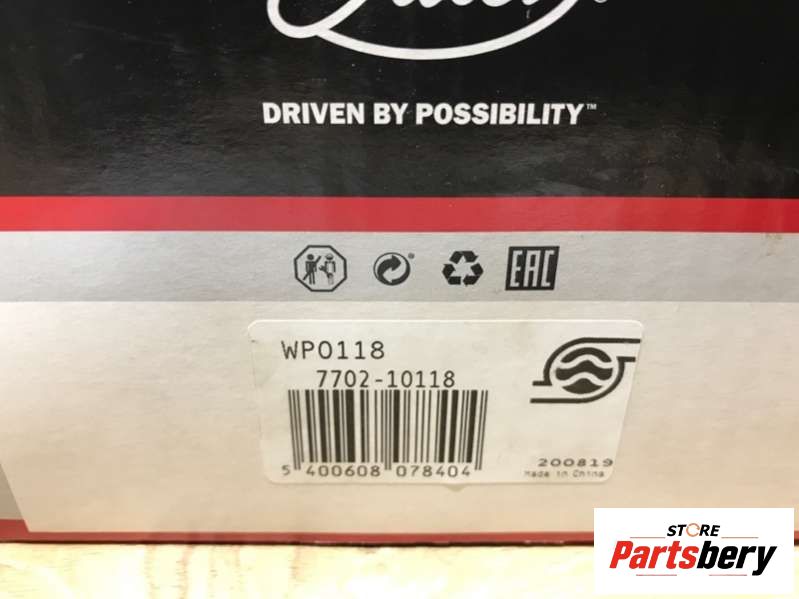 DRIVEN BY POSSIBILITY™
EAC
WP0118
7702-10118
5 400608 078404
200819
Made in China
STORE
Partsbery